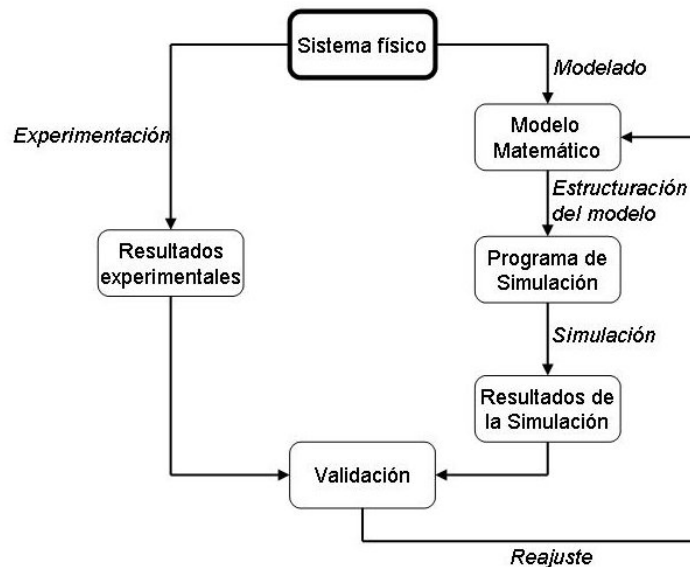 Sistema físico
Modelado
Experimentación
Modelo
Matemático
Estructuración
del modelo
Resultados
experimentales
Programa de
Simulación
Simulación
Resultados de
la Simulación
Validación
Reajuste